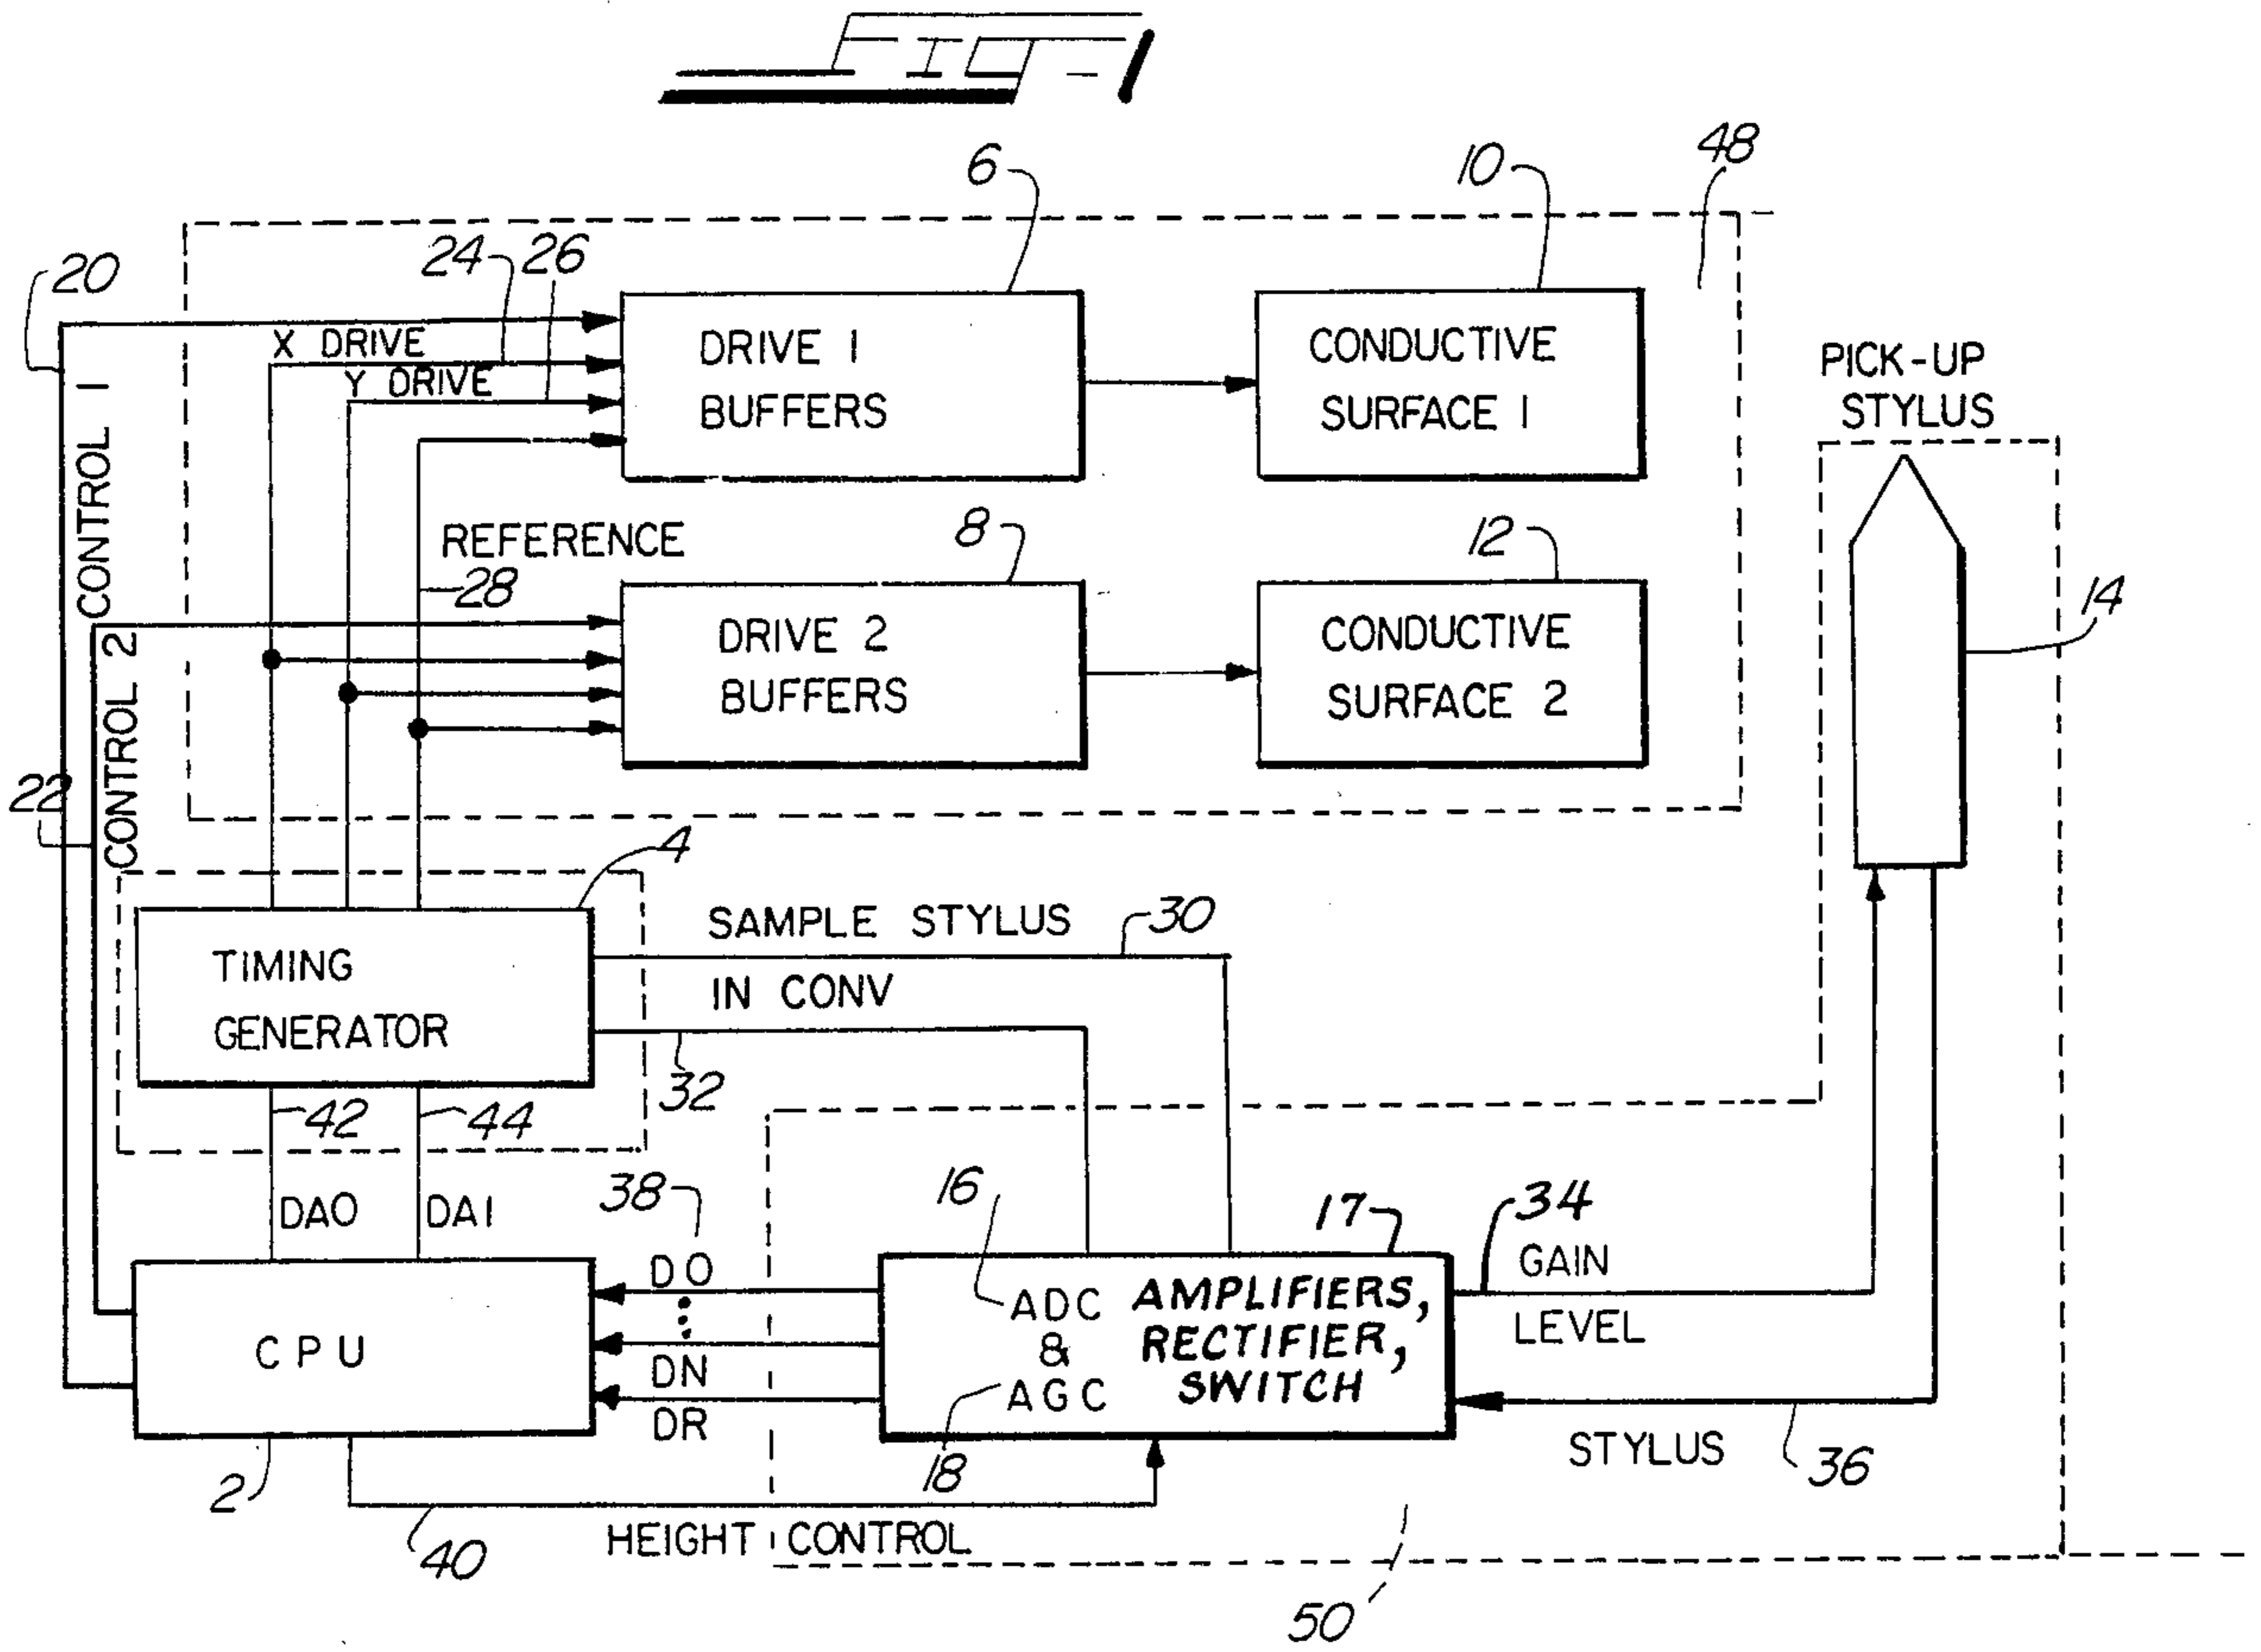 FIG-1
6
10
48
24
26
20
X DRIVE
Y DRIVE
DRIVE 1
BUFFERS
CONDUCTIVE
SURFACE 1
PICK-UP
STYLUS
CONTROL 1
REFERENCE
28
8
12
14
DRIVE 2
BUFFERS
CONDUCTIVE
SURFACE 2
CONTROL 2
22
4
SAMPLE STYLUS
30
TIMING
GENERATOR
IN CONV
32
42
44
38
16
17
34
DA0
DA1
DO
DN
DR
GAIN
LEVEL
CPU
ADC
&
AGC
AMPLIFIERS,
RECTIFIER,
SWITCH
STYLUS
36
2
18
40
HEIGHT CONTROL
50